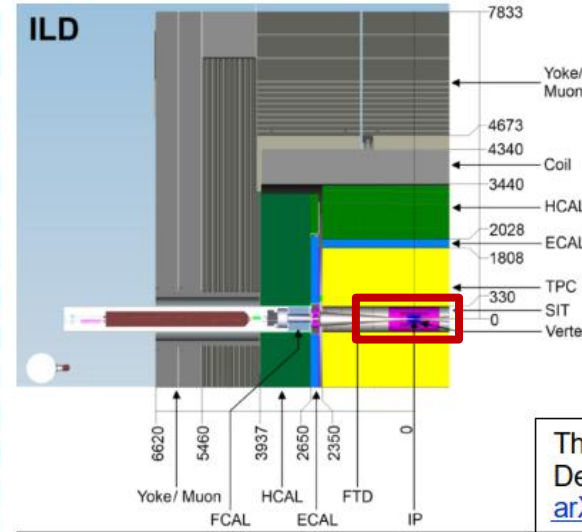 ILD
7833
Yoke/
Muon
4673
4340
Coil
3440
HCAL
2028
ECAL
1808
TPC
330
SIT
0
Verte
6620
5460
3937
2650
2350
0
Yoke/ Muon
HCAL
FTD
FCAL
ECAL
IP
Th
De
arX